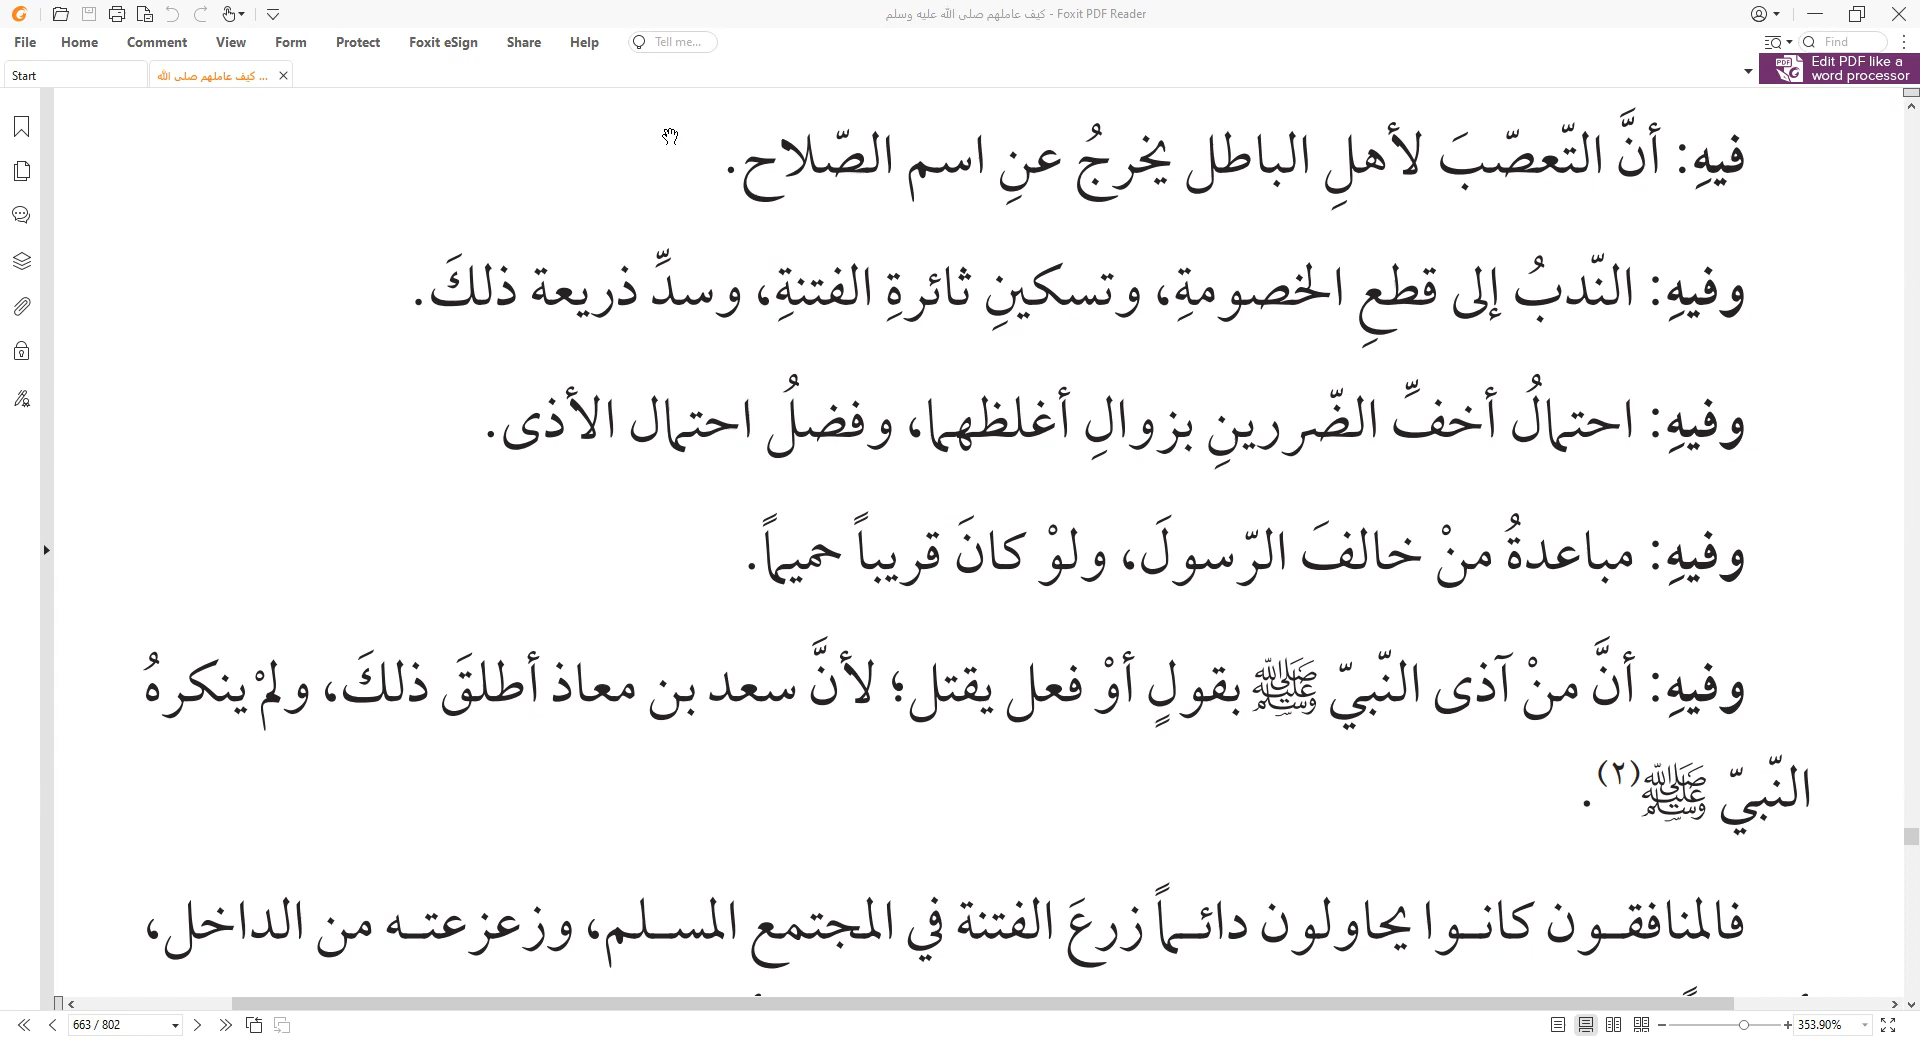 كيف عاملهم صلى الله عليه وسلم - Foxit PDF Reader
File Home Comment View Form Protect Foxit eSign Share Help Tell me... Find
Start
كيف عاملهم صلى الله ...
Edit PDF like a
word processor
فيهِ: أنَّ التّعصّبَ لأهلِ الباطل يخرجُ عنِ اسم الصّلاح.
وفيهِ: النّدبُ إلى قطعِ الخصومةِ، وتسكينِ ثائرةِ الفتنةِ، وسدِّ ذريعة ذلكَ.
وفيهِ: احتمالُ أخفِّ الضّررينِ بزوالِ أغلظهما، وفضلُ احتمال الأذى.
وفيهِ: مباعدةُ منْ خالفَ الرّسولَ، ولوْ كانَ قريباً حميماً.
وفيهِ: أنَّ منْ آذى النّبيّ ﷺ بقولٍ أوْ فعل يقتل؛ لأنَّ سعد بن معاذ أطلقَ ذلكَ، ولمْ ينكرهُ
النّبيّ ﷺ(٢).
فالمنافقـون كانـوا يحاولون دائـماً زرعَ الفتنة في المجتمع المسـلم، وزعزعتـه من الداخل،
663 / 802
353.90%